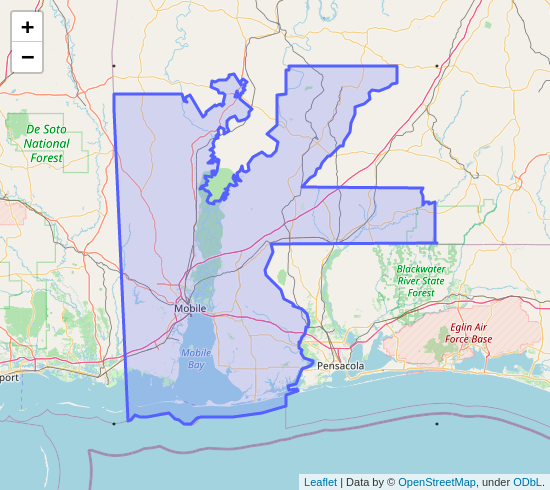 +
−
De Soto
National
Forest
Blackwater
River State
Forest
Mobile
Eglin Air
Force Base
Mobile
Bay
Pensacola
port
Leaflet | Data by © OpenStreetMap, under ODbL.